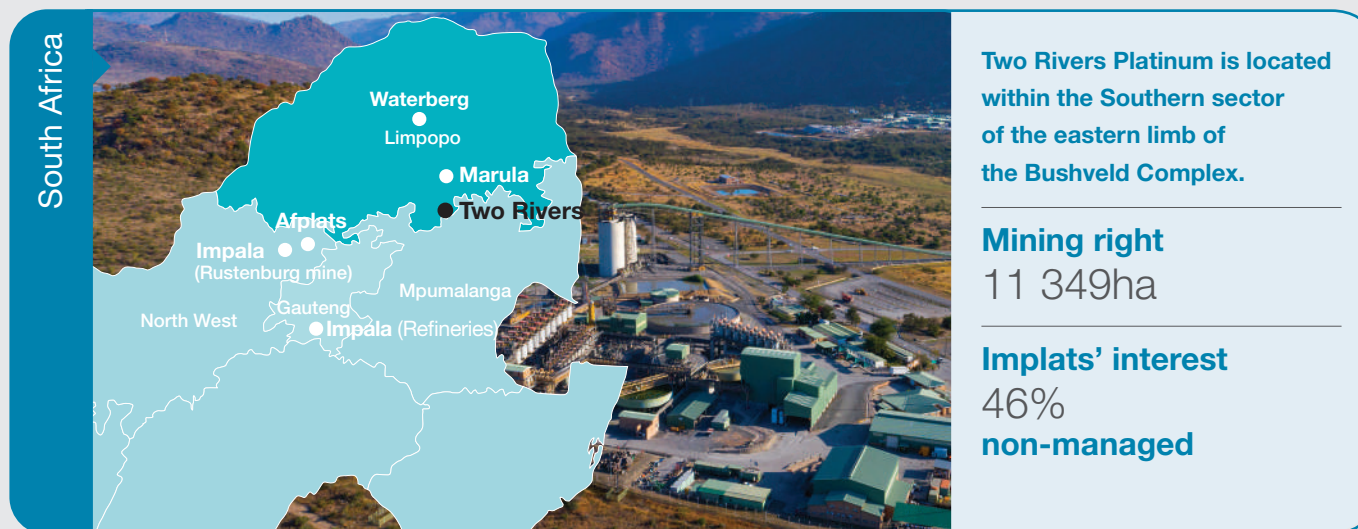 South Africa
Waterberg
Limpopo
Marula
Two Rivers
Afplats
Impala
(Rustenburg mine)
Mpumalanga
Gauteng
North West
Impala (Refineries)
Two Rivers Platinum is located
within the Southern sector
of the eastern limb of
the Bushveld Complex.
Mining right
11 349ha
Implats’ interest
46%
non-managed